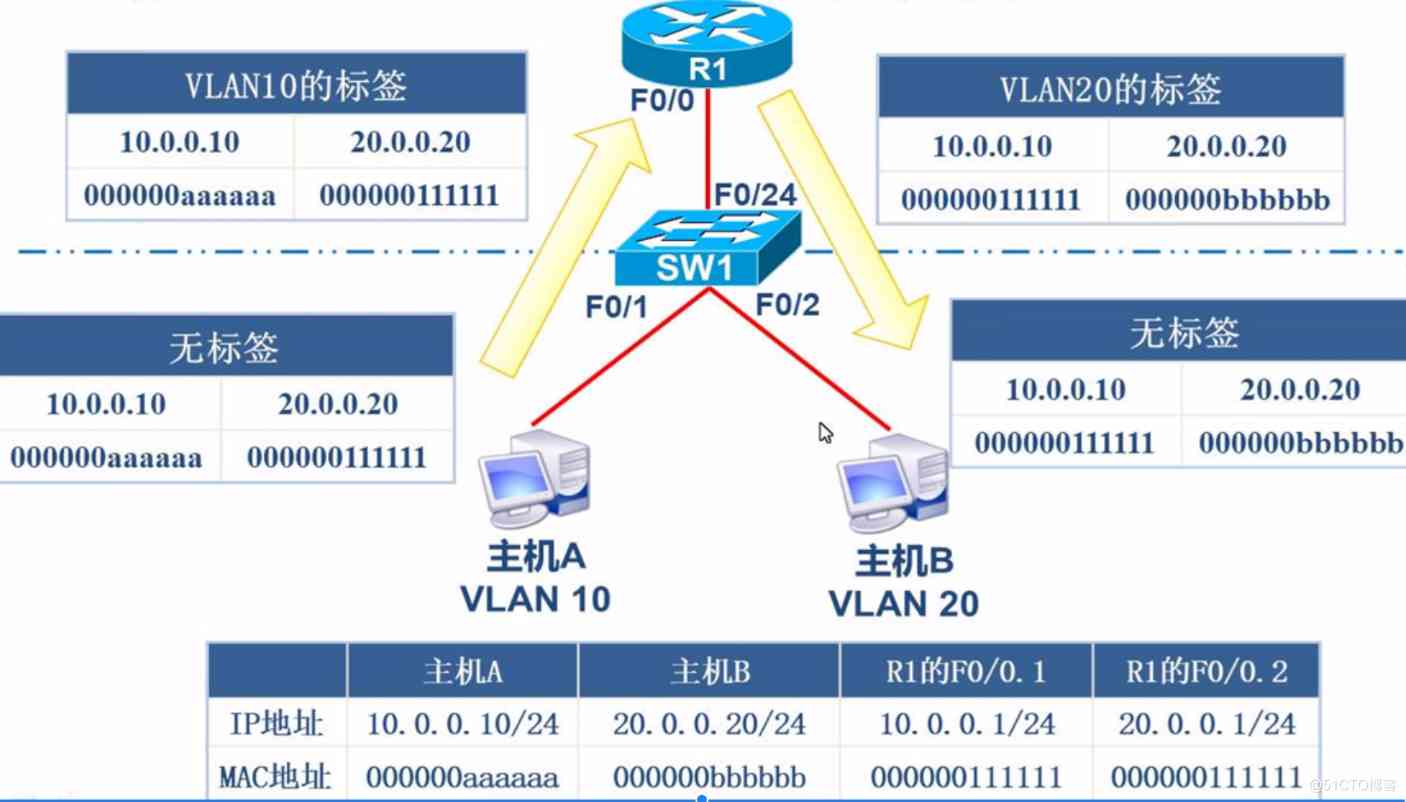 R1
F0/0
VLAN10的标签
10.0.0.10 20.0.0.20
000000aaaaaa 000000111111
VLAN20的标签
10.0.0.10 20.0.0.20
000000111111 000000bbbbbb
F0/24
SW1
F0/1
F0/2
无标签
10.0.0.10 20.0.0.20
000000aaaaaa 000000111111
无标签
10.0.0.10 20.0.0.20
000000111111 000000bbbbbb
主机A
VLAN 10
主机B
VLAN 20
主机A 主机B R1的F0/0.1 R1的F0/0.2
IP地址 10.0.0.10/24 20.0.0.20/24 10.0.0.1/24 20.0.0.1/24
MAC地址 000000aaaaaa 000000bbbbbb 000000111111 000000111111
@51CTO博客